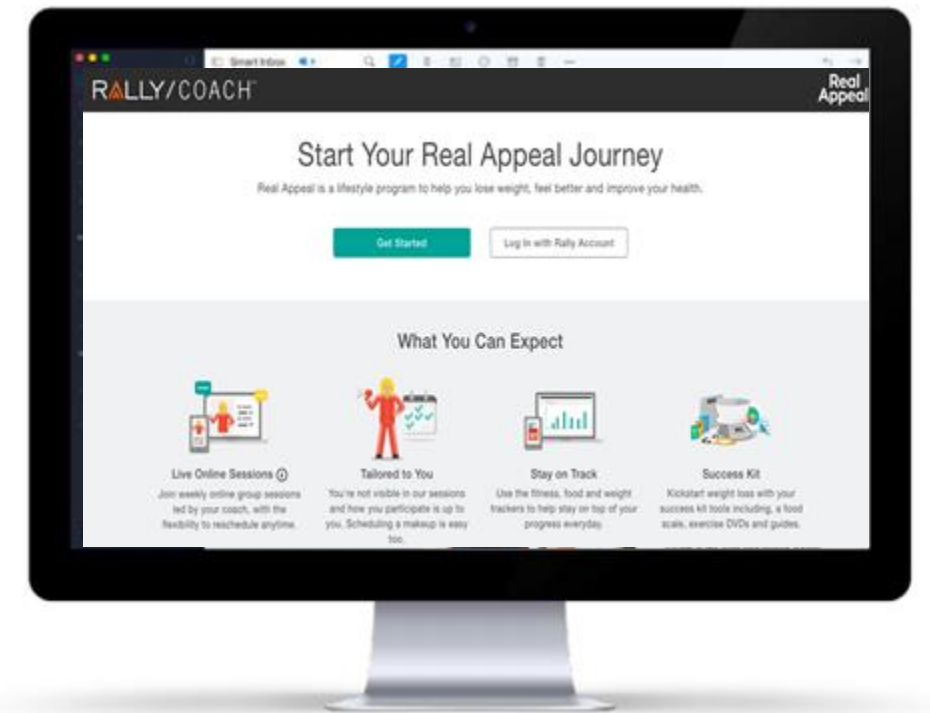 Smart Inbox
RALLY/COACH
Real
Appeal
Start Your Real Appeal Journey
Real Appeal is a lifestyle program to help you lose weight, feel better and improve your health.
Get Started
Log In with Rally Account
What You Can Expect
Live Online Sessions
Join weekly online group sessions
led by your coach, with the
flexibility to reschedule anytime.
Tailored to You
You're not visible in our sessions
and how you participate is up to
you. Scheduling a makeup is easy
too.
Stay on Track
Use the fitness, food and weight
trackers to help stay on top of your
progress everyday.
Success Kit
Kickstart weight loss with your
success kit tools including, a food
scale, exercise DVDs and guides.